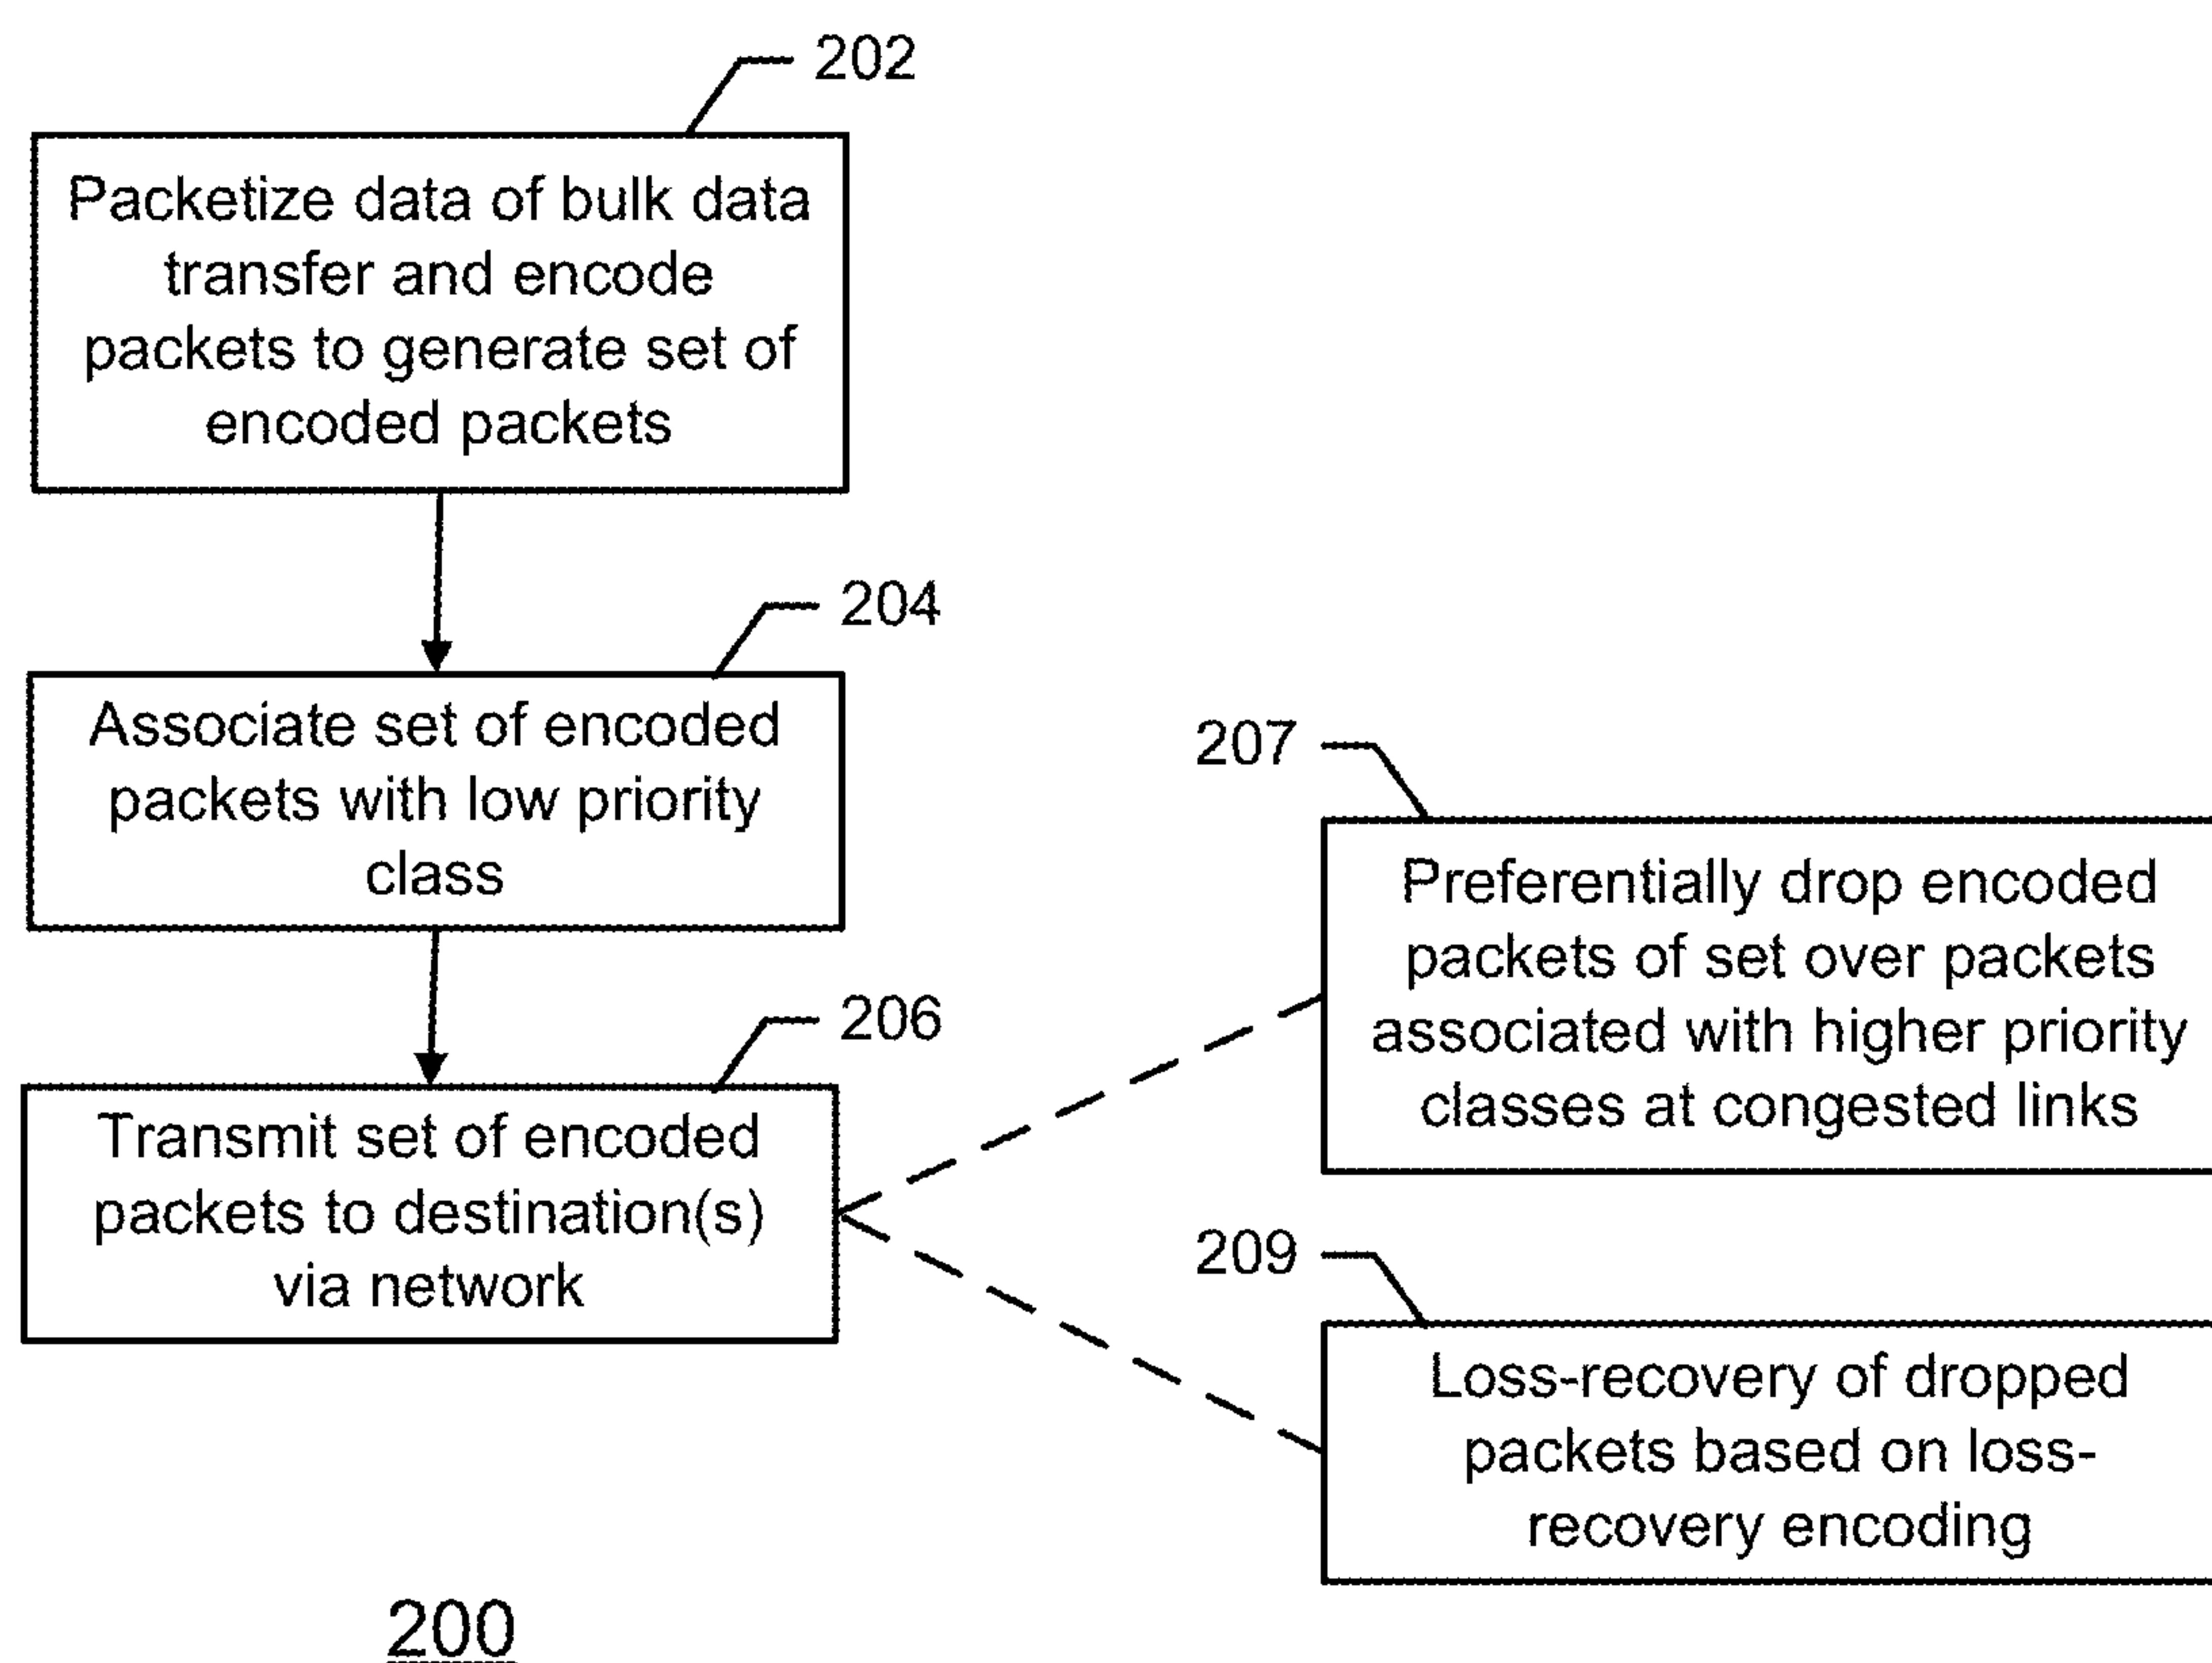 202
Packetize data of bulk data
transfer and encode
packets to generate set of
encoded packets
204
Associate set of encoded
packets with low priority
class
206
Transmit set of encoded
packets to destination(s)
via network
207
Preferentially drop encoded
packets of set over packets
associated with higher priority
classes at congested links
209
Loss-recovery of dropped
packets based on loss-
recovery encoding
200